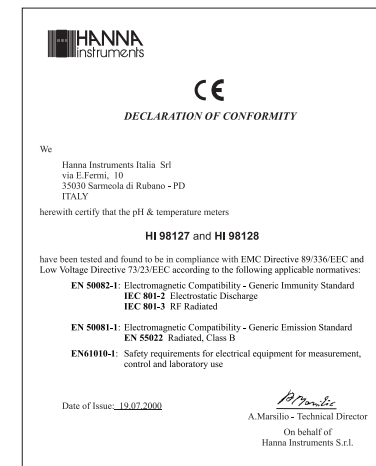 HANNA
instruments
CE
DECLARATION OF CONFORMITY
We
Hanna Instruments Italia Srl
via E.Fermi, 10
35030 Sarmeola di Rubano - PD
ITALY
herewith certify that the pH & temperature meters
HI 98127 and HI 98128
have been tested and found to be in compliance with EMC Directive 89/336/EEC and
Low Voltage Directive 73/23/EEC according to the following applicable normatives:
EN 50082-1: Electromagnetic Compatibility - Generic Immunity Standard
IEC 801-2 Electrostatic Discharge
IEC 801-3 RF Radiated
EN 50081-1: Electromagnetic Compatibility - Generic Emission Standard
EN 55022 Radiated, Class B
EN61010-1: Safety requirements for electrical equipment for measurement,
control and laboratory use
Date of Issue: 19.07.2000
AMarsilio
A.Marsilio - Technical Director
On behalf of
Hanna Instruments S.r.l.